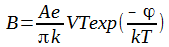 B = Ae/πk VTexp(−φ/kT)